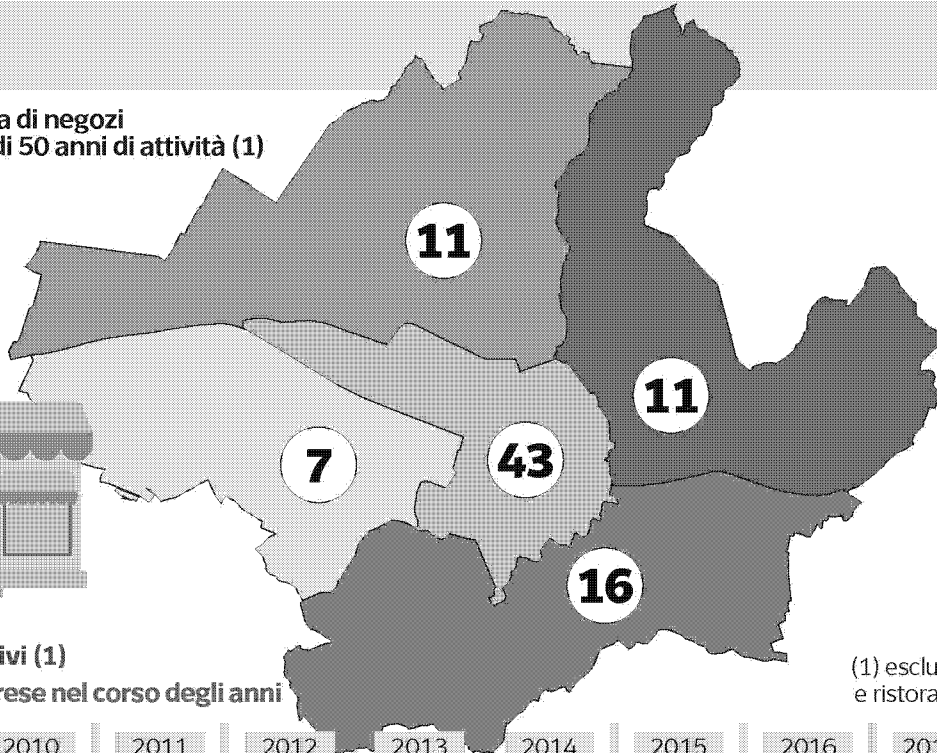 a di negozi
di 50 anni di attività (1)
11
11
7
43
16
ivi (1)
rese nel corso degli anni
(1) esclu
e ristora
2010 2011 2012 2013 2014 2015 2016 201